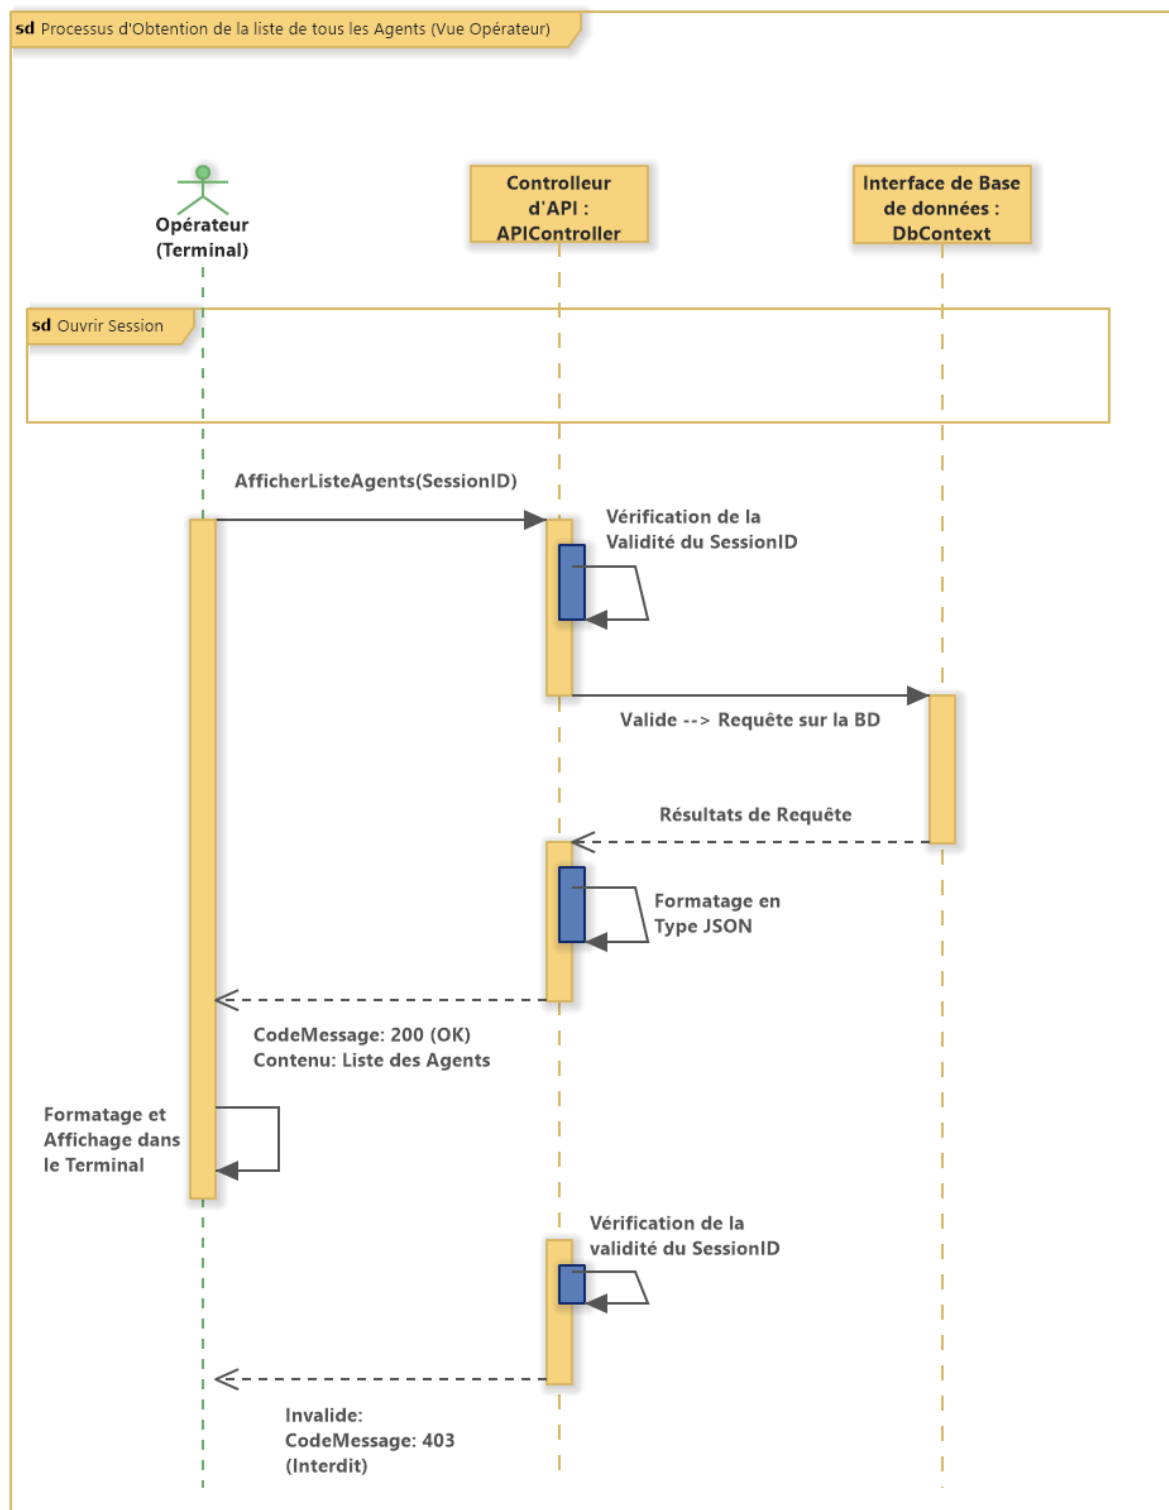 sd Processus d'Obtention de la liste de tous les Agents (Vue Opérateur)
Opérateur
(Terminal)
Controlleur
d'API :
APIController
Interface de Base
de données :
DbContext
sd Ouvrir Session
AfficherListeAgents(SessionID)
Vérification de la
Validité du SessionID
Valide --> Requête sur la BD
Résultats de Requête
Formatage en
Type JSON
CodeMessage: 200 (OK)
Contenu: Liste des Agents
Formatage et
Affichage dans
le Terminal
Vérification de la
validité du SessionID
Invalide:
CodeMessage: 403
(Interdit)